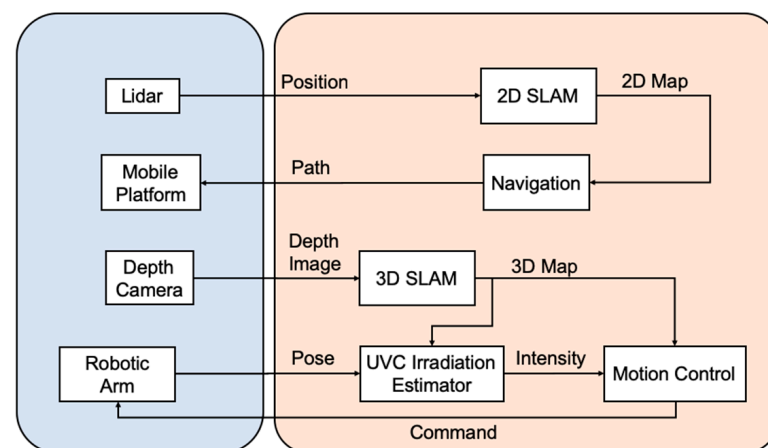 Lidar
Position
2D SLAM
2D Map
Mobile
Platform
Path
Navigation
Depth
Camera
Depth
Image
3D SLAM
3D Map
Robotic
Arm
Pose
UVC Irradiation
Estimator
Intensity
Motion Control
Command